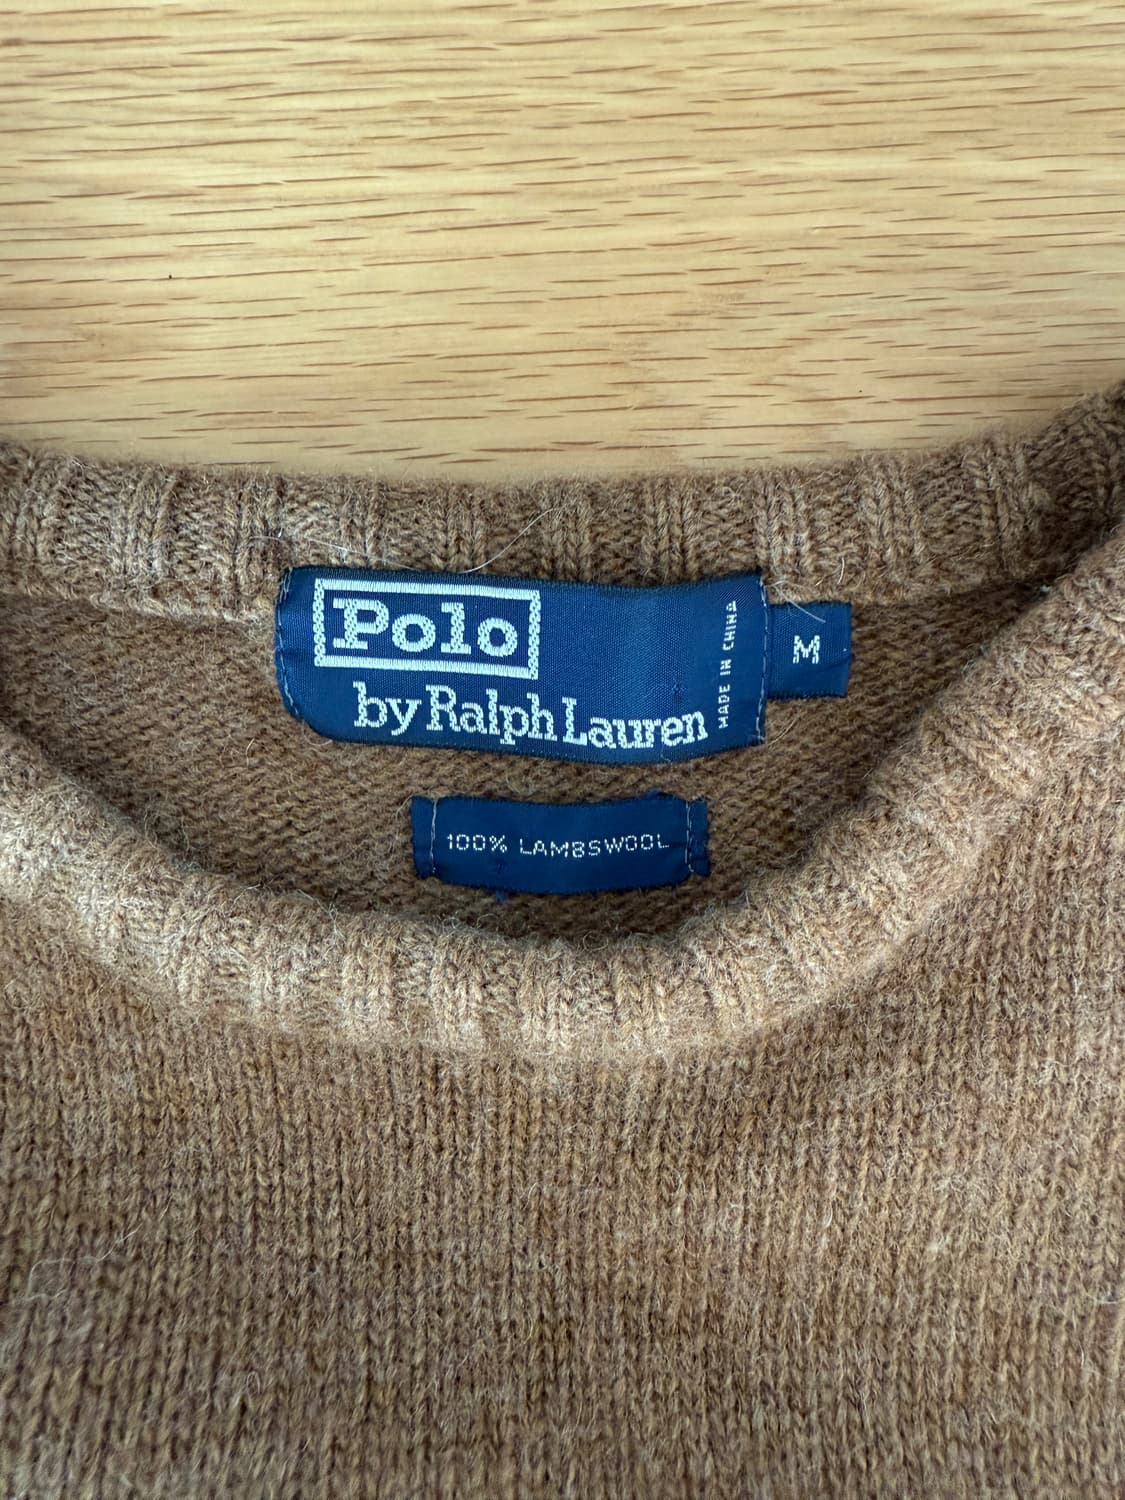 Polo
by Ralph Lauren
MADE IN CHINA
M
100% LAMBSWOOL